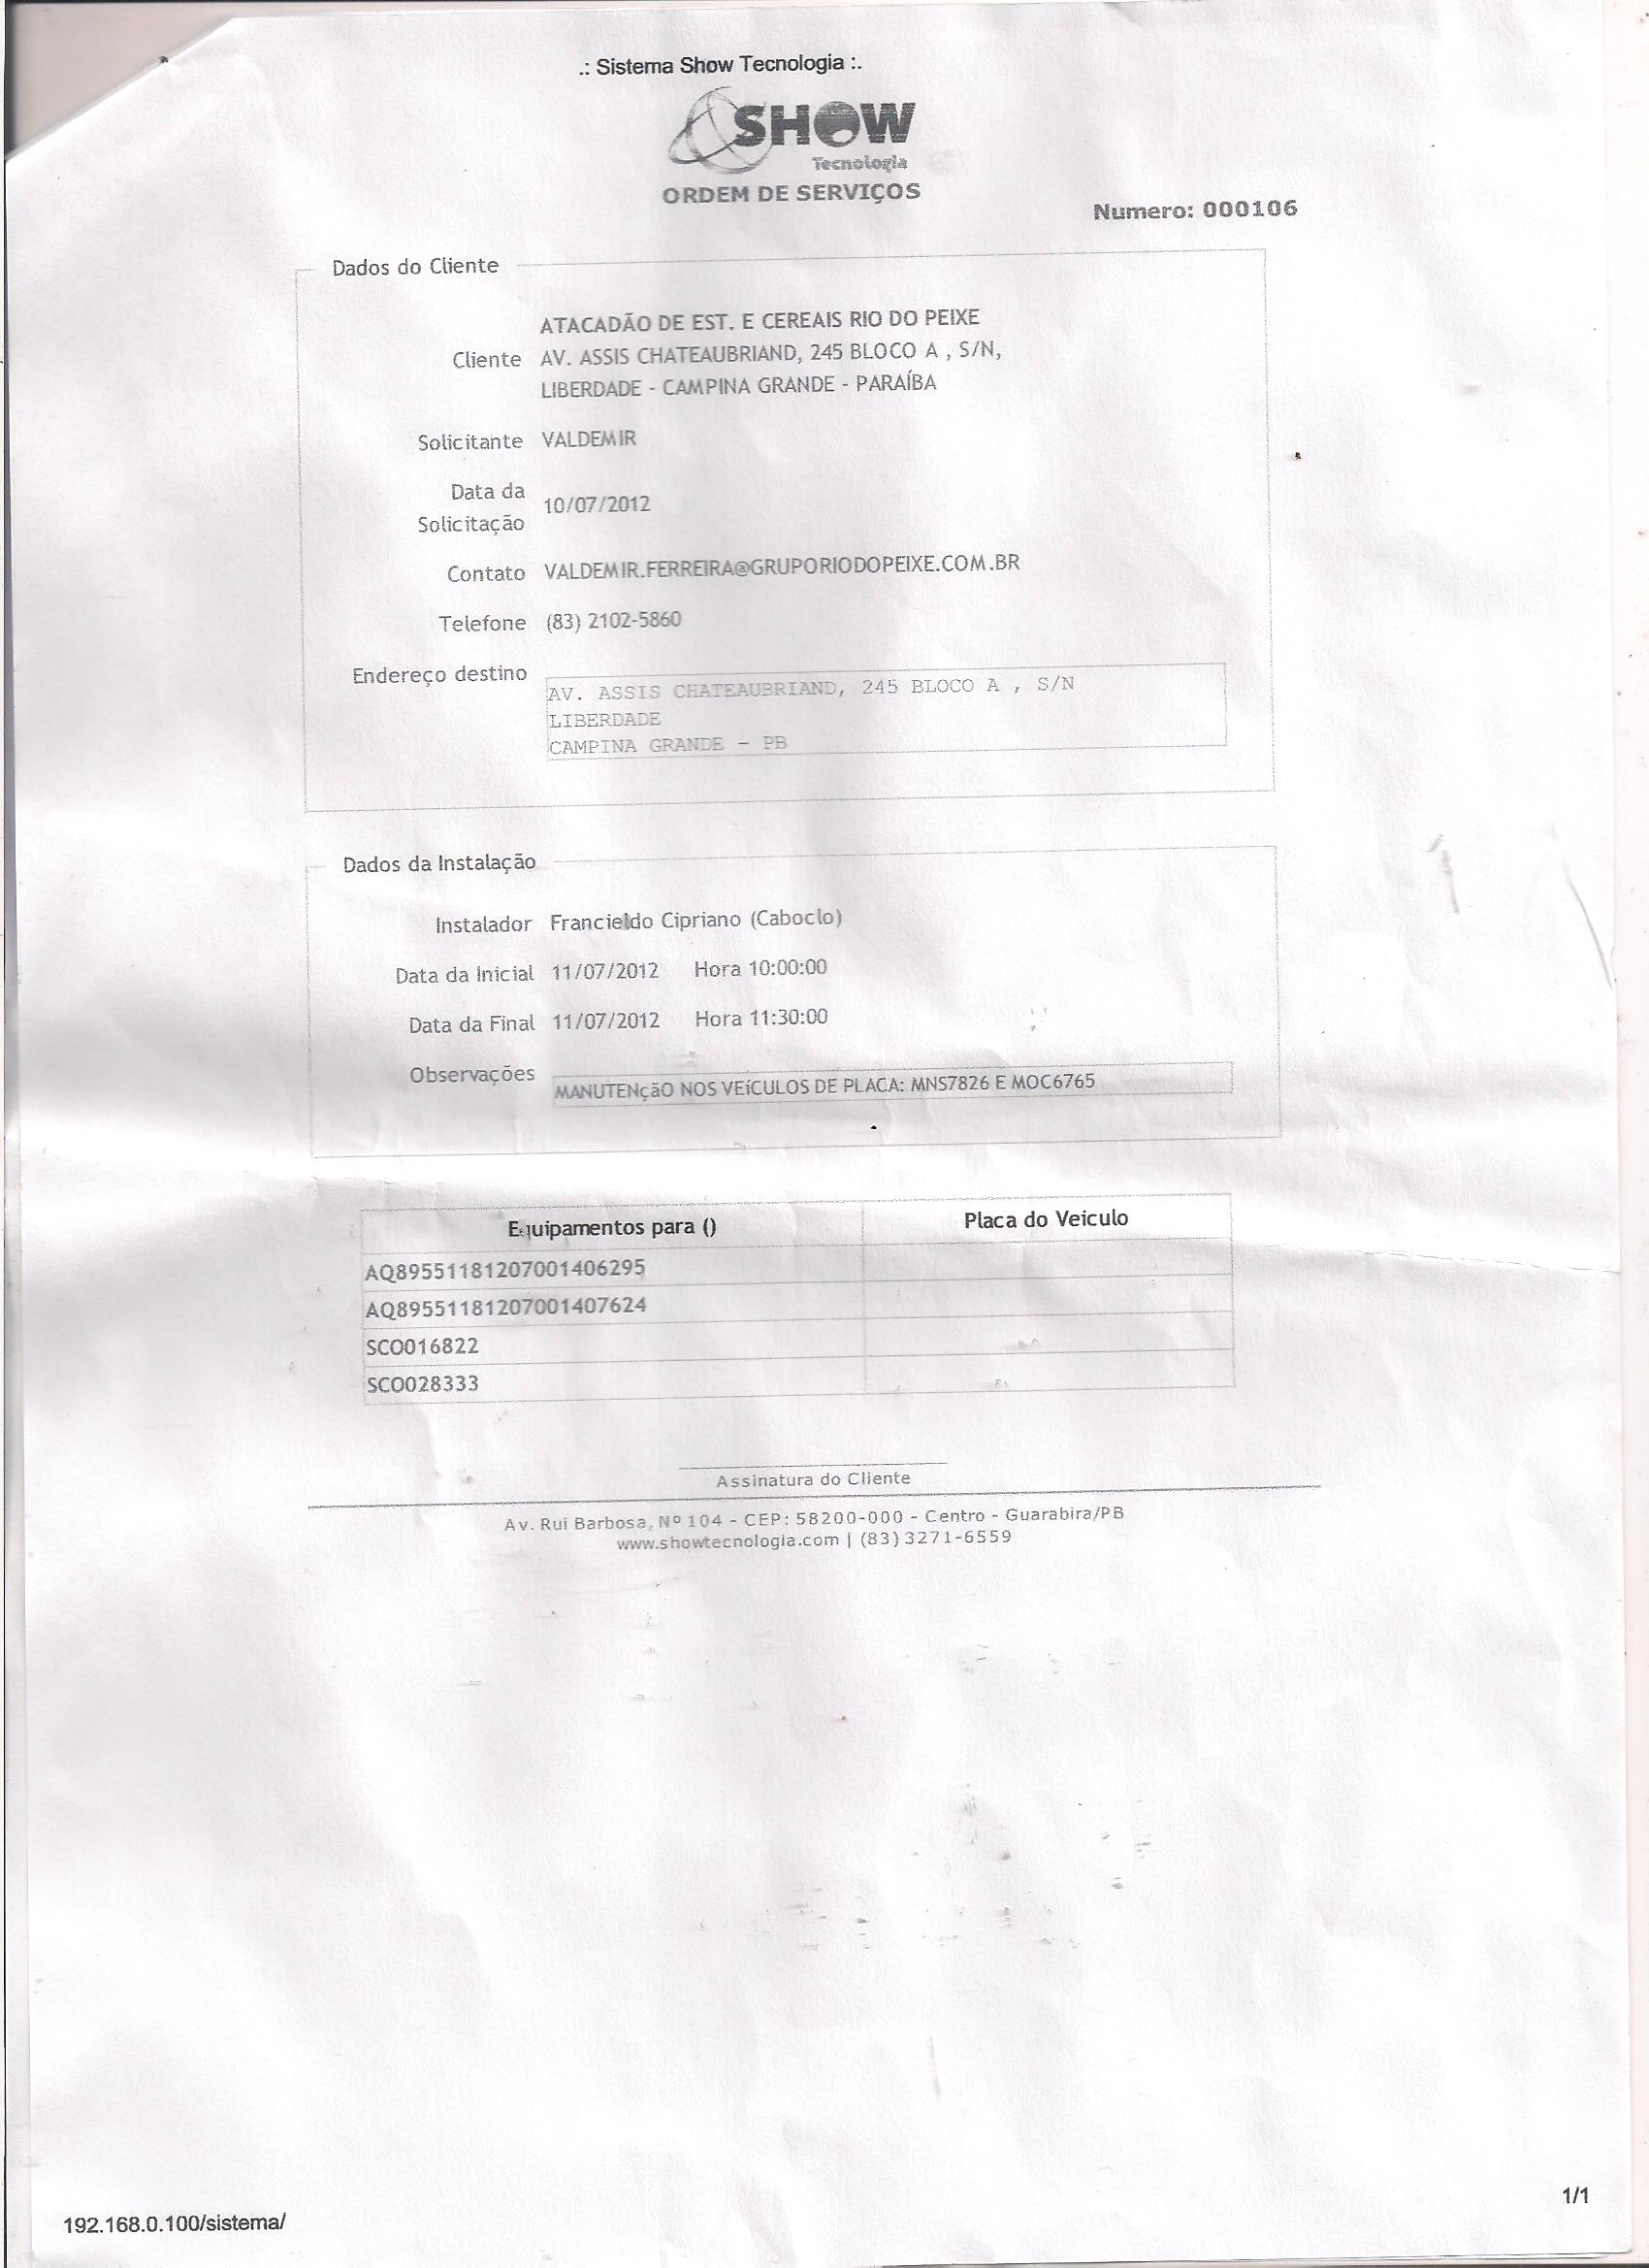 .: Sistema Show Tecnologia :.
SHOW
Tecnologia
ORDEM DE SERVIÇOS
Numero: 000106
Dados do Cliente
ATACADÃO DE EST. E CEREAIS RIO DO PEIXE
Cliente AV. ASSIS CHATEAUBRIAND, 245 BLOCO A , S/N,
LIBERDADE - CAMPINA GRANDE - PARAÍBA
Solicitante VALDEMIR
Data da
Solicitação 10/07/2012
Contato VALDEMIR.FERREIRA@GRUPORIODOPEIXE.COM.BR
Telefone (83) 2102-5860
Endereço destino
AV. ASSIS CHATEAUBRIAND, 245 BLOCO A , S/N
LIBERDADE
CAMPINA GRANDE - PB
Dados da Instalação
Instalador Francieldo Cipriano (Caboclo)
Data da Inicial 11/07/2012 Hora 10:00:00
Data da Final 11/07/2012 Hora 11:30:00
Observações MANUTENçãO NOS VEíCULOS DE PLACA: MNS7826 E MOC6765
Equipamentos para () Placa do Veiculo
AQ89551181207001406295
AQ89551181207001407624
SCO016822
SCO028333
Assinatura do Cliente
Av. Rui Barbosa, Nº 104 - CEP: 58200-000 - Centro - Guarabira/PB
www.showtecnologia.com | (83) 3271-6559
192.168.0.100/sistema/ 1/1